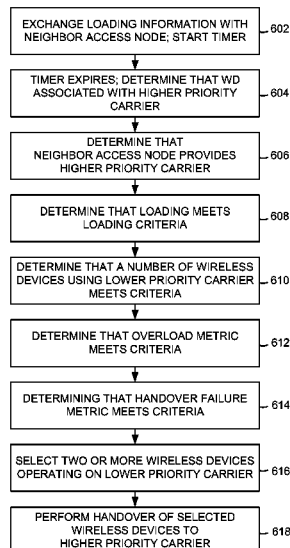 EXCHANGE LOADING INFORMATION WITH
NEIGHBOR ACCESS NODE; START TIMER
602
TIMER EXPIRES; DETERMINE THAT WD
ASSOCIATED WITH HIGHER PRIORITY
CARRIER
604
DETERMINE THAT
NEIGHBOR ACCESS NODE PROVIDES
HIGHER PRIORITY CARRIER
606
DETERMINE THAT LOADING MEETS
LOADING CRITERIA
608
DETERMINE THAT A NUMBER OF WIRELESS
DEVICES USING LOWER PRIORITY CARRIER
MEETS CRITERIA
610
DETERMINE THAT OVERLOAD METRIC
MEETS CRITERIA
612
DETERMINING THAT HANDOVER FAILURE
METRIC MEETS CRITERIA
614
SELECT TWO OR MORE WIRELESS DEVICES
OPERATING ON LOWER PRIORITY CARRIER
616
PERFORM HANDOVER OF SELECTED
WIRELESS DEVICES TO
HIGHER PRIORITY CARRIER
618